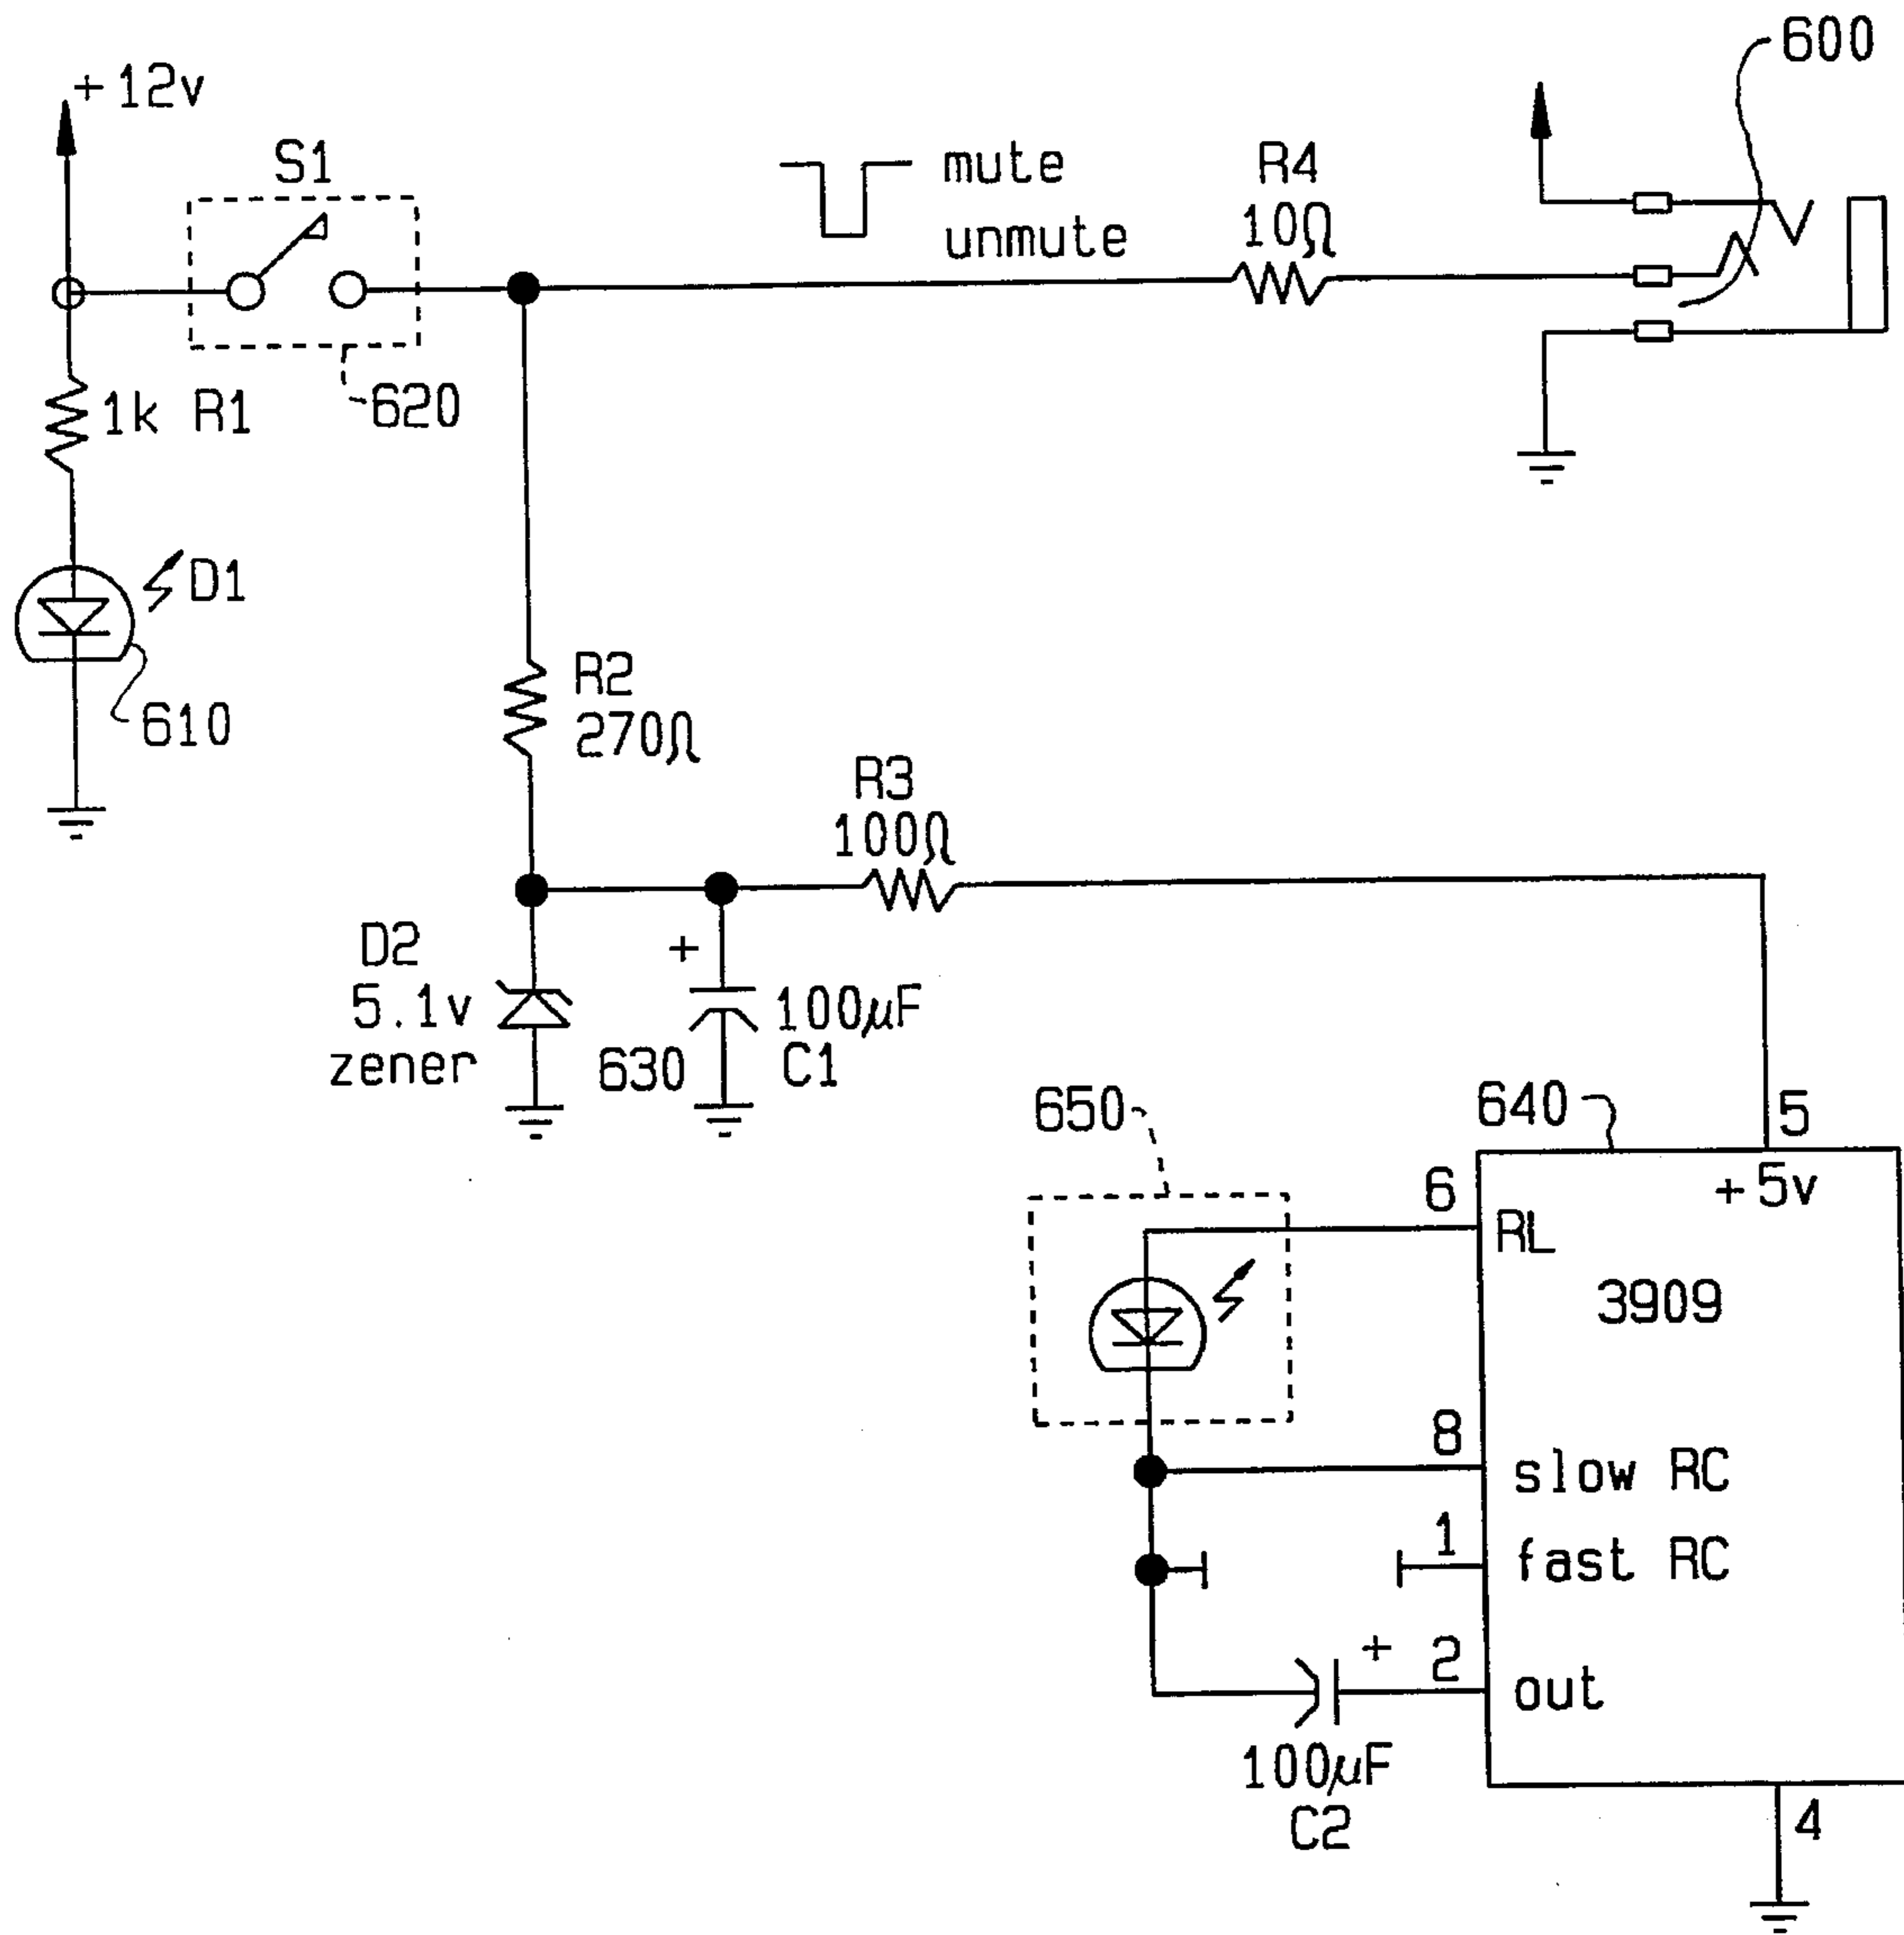 600
+12v
S1
mute
unmute
R4
10Ω
620
1k R1
D1
610
R2
270Ω
R3
100Ω
D2
5.1v
zener
+
100µF
C1
630
650
640
5
+5v
6
RL
3909
8
slow RC
1
fast RC
+
2
out
100µF
C2
4